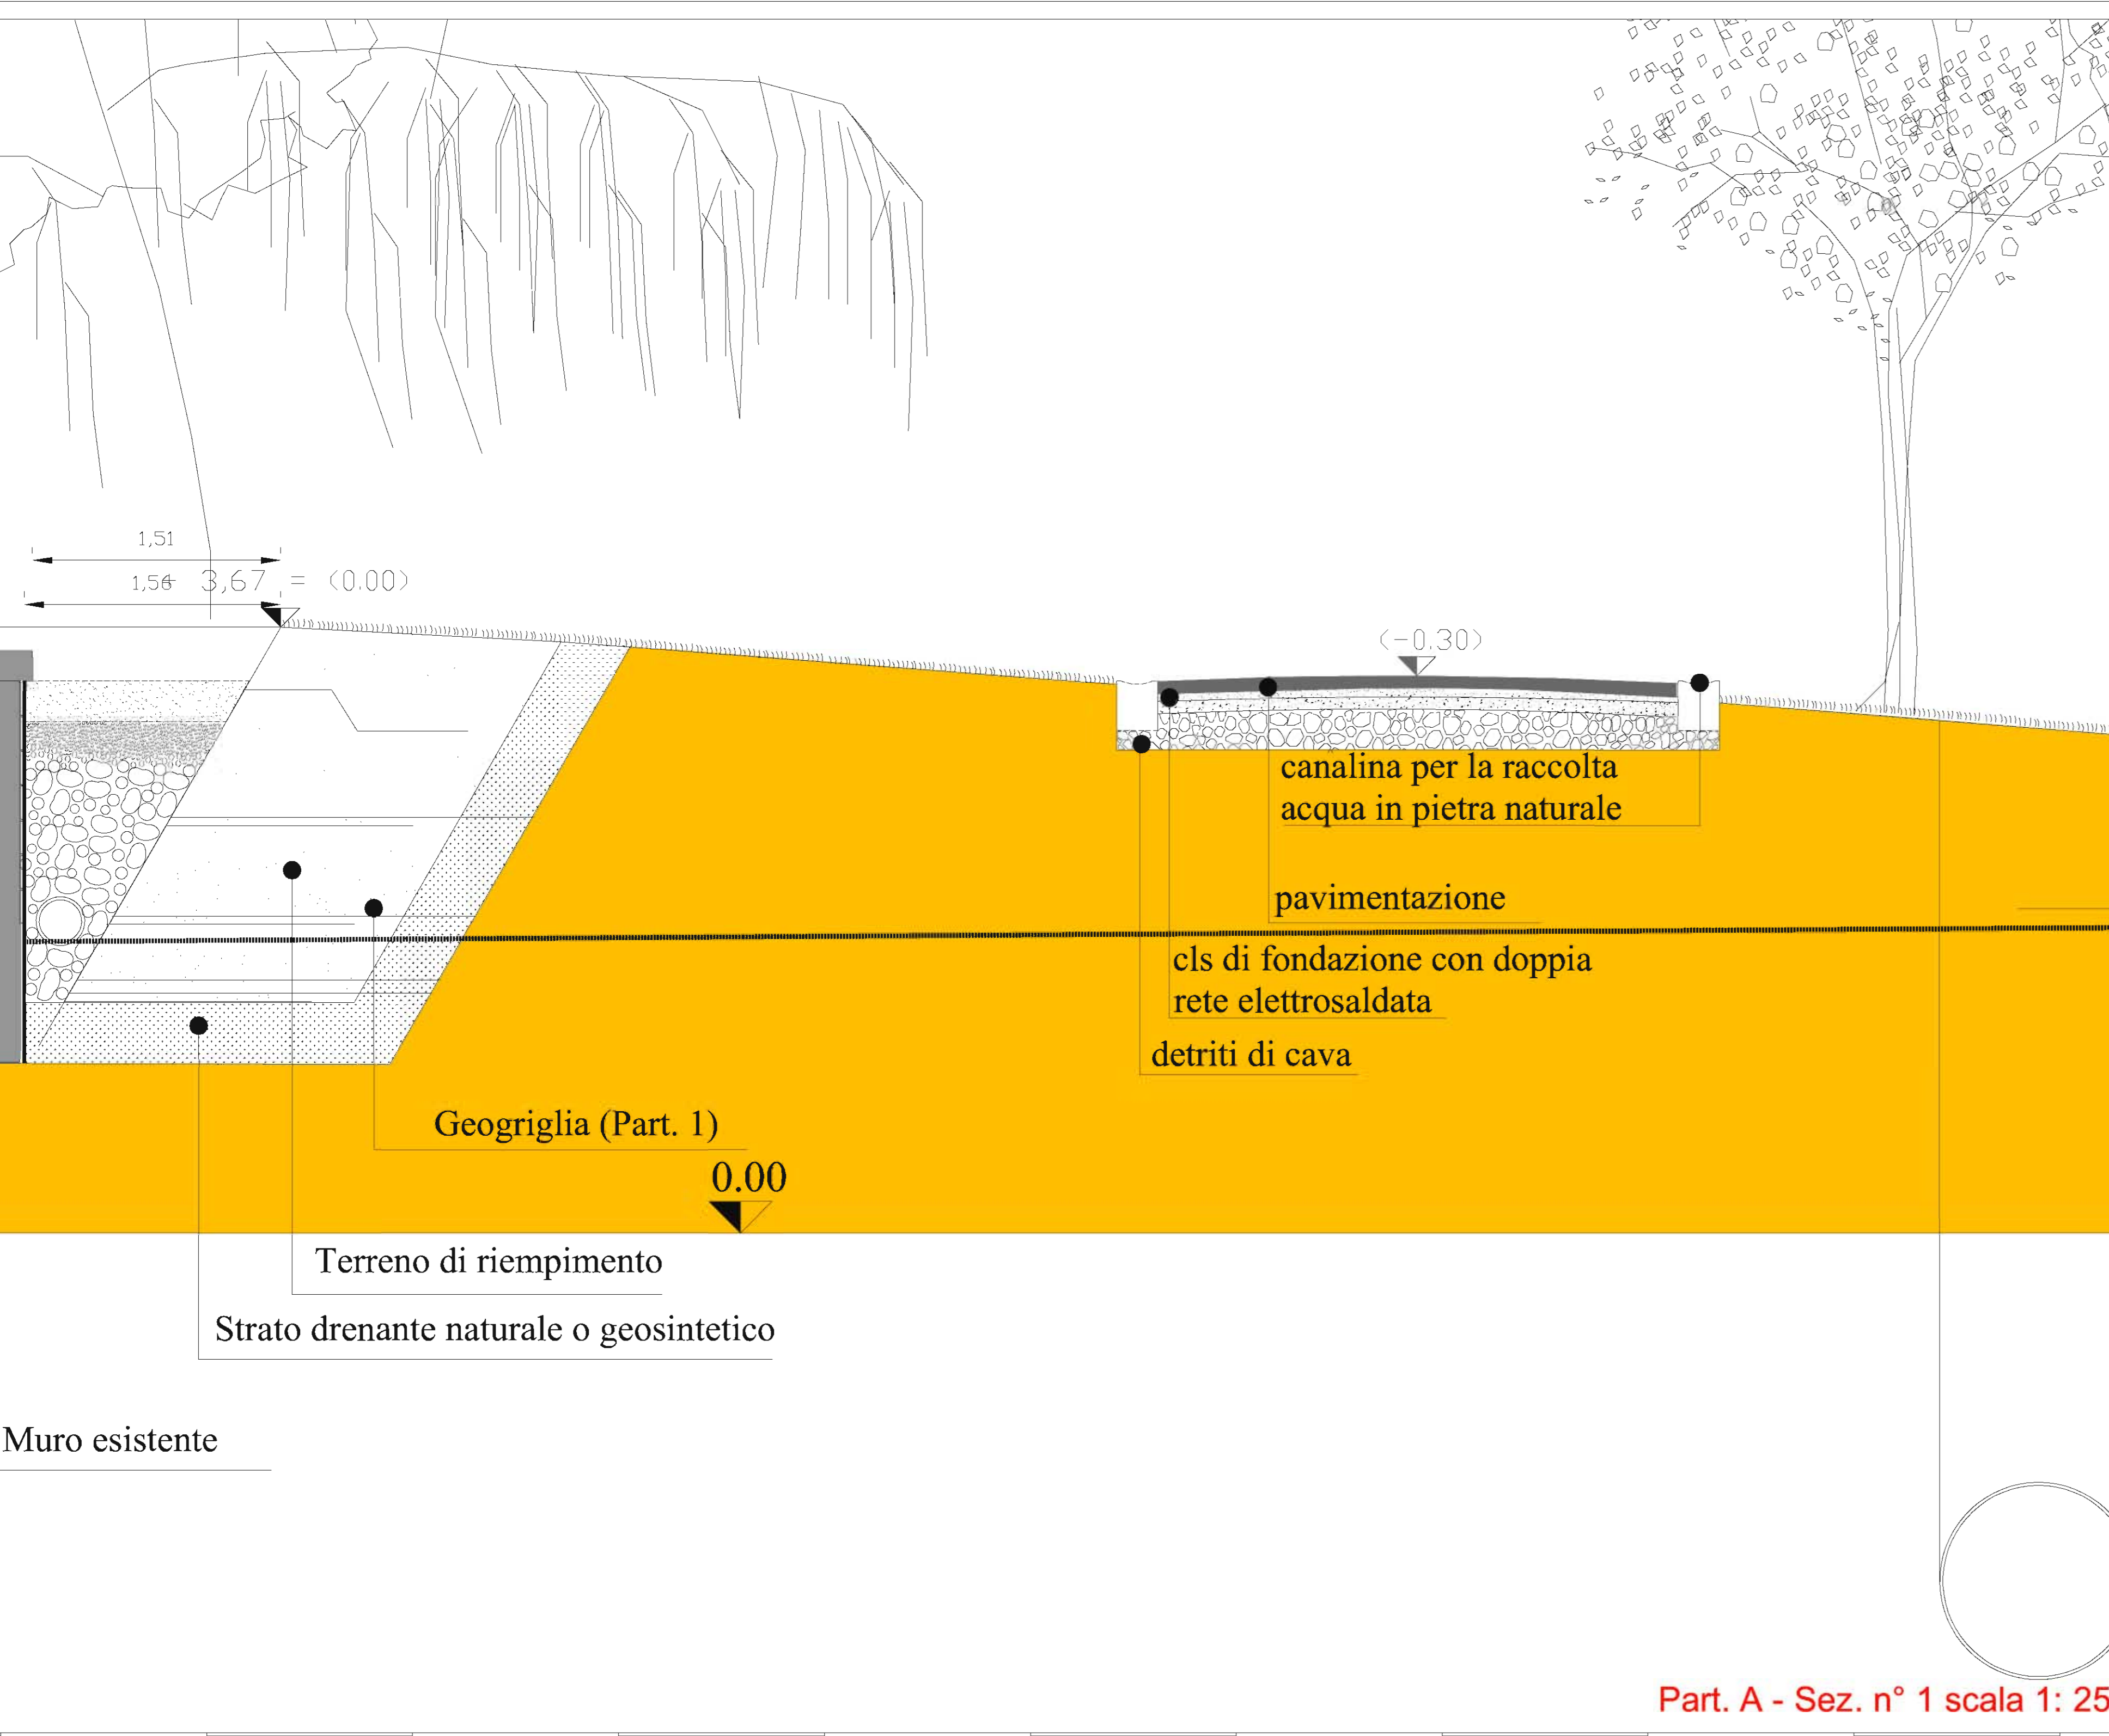 1,51
3,67 = (0.00)
(-0.30)
canalina per la raccolta
acqua in pietra naturale
pavimentazione
cls di fondazione con doppia
rete elettrosaldata
detriti di cava
Geogriglia (Part. 1)
0.00
Terreno di riempimento
Strato drenante naturale o geosintetico
Muro esistente
Part. A - Sez. n° 1 scala 1: 25